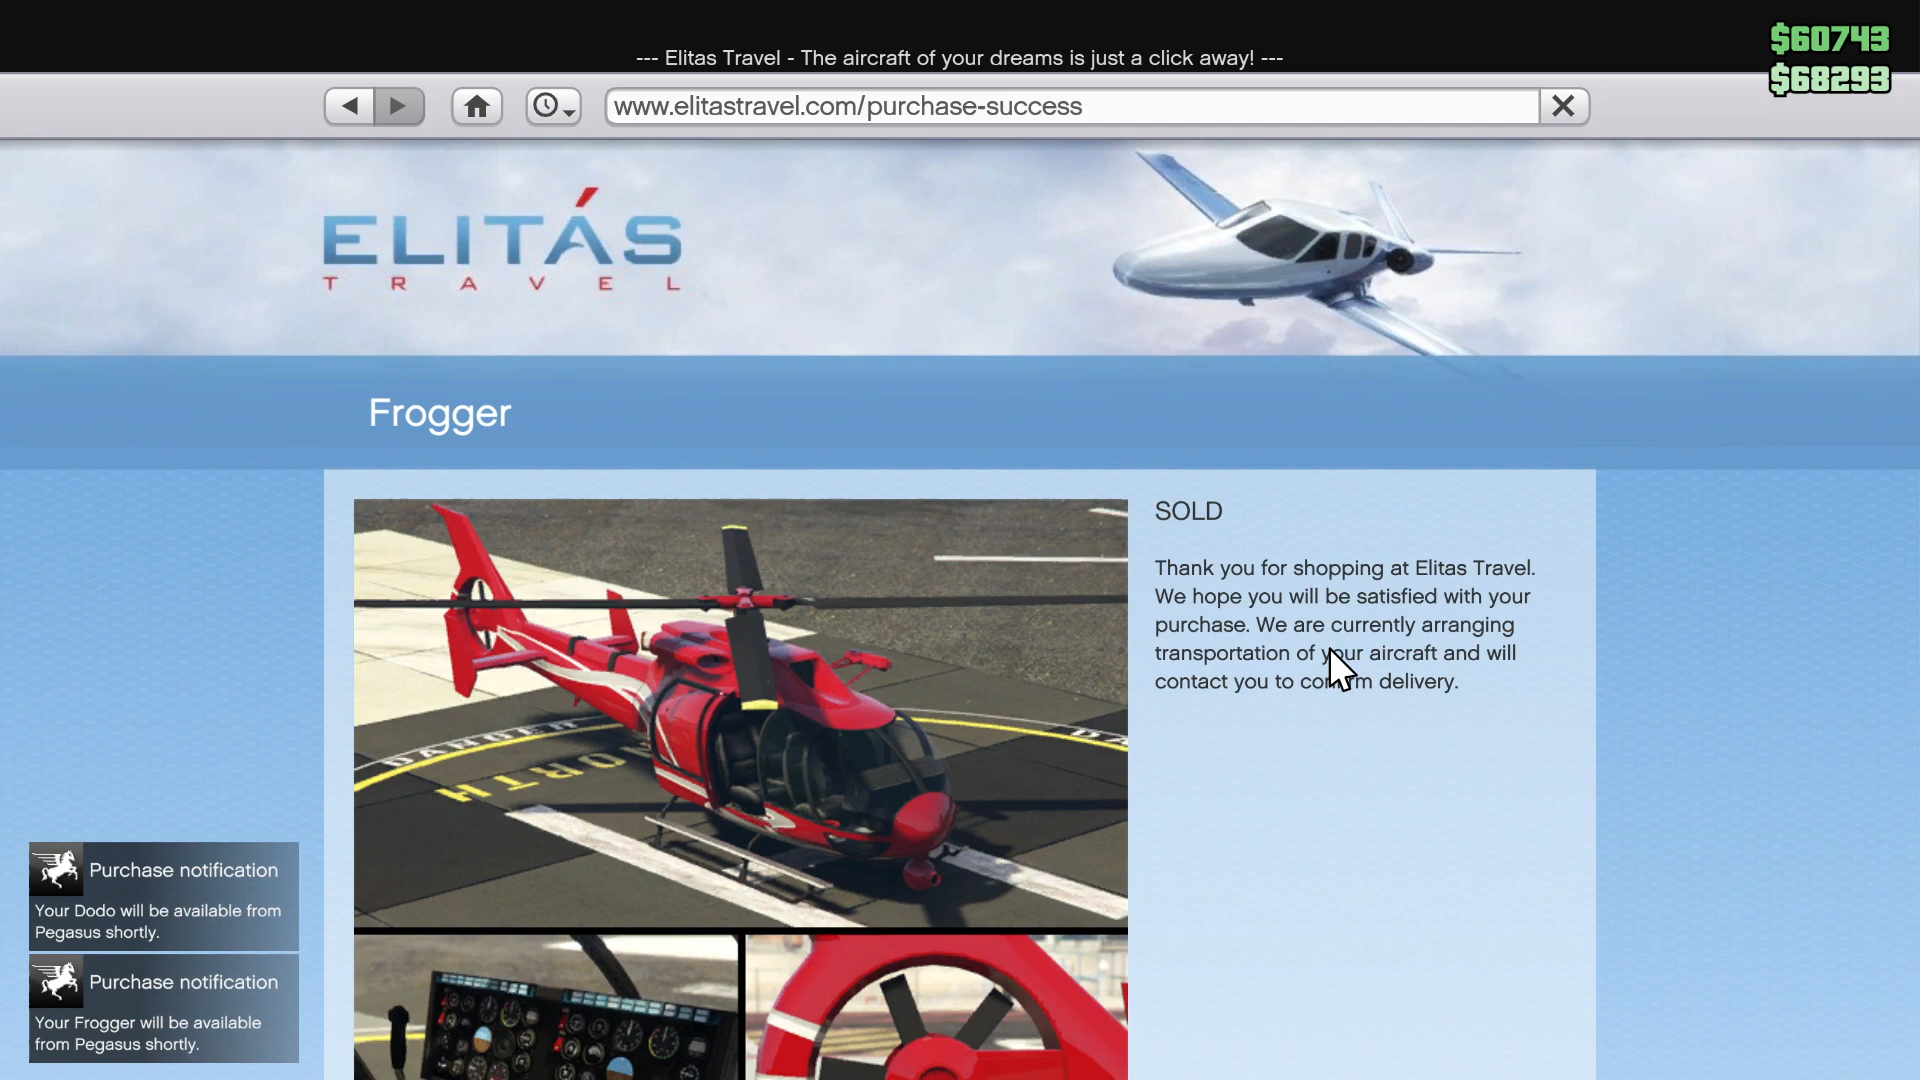 $60743
--- Elitas Travel - The aircraft of your dreams is just a click away! ---
$68293
www.elitastravel.com/purchase-success
ELITÁS
TRAVEL
Frogger
SOLD
Thank you for shopping at Elitas Travel.
We hope you will be satisfied with your
purchase. We are currently arranging
transportation of your aircraft and will
contact you to confirm delivery.
DANGER
DA
ORTH
Purchase notification
Your Dodo will be available from
Pegasus shortly.
Purchase notification
Your Frogger will be available
from Pegasus shortly.